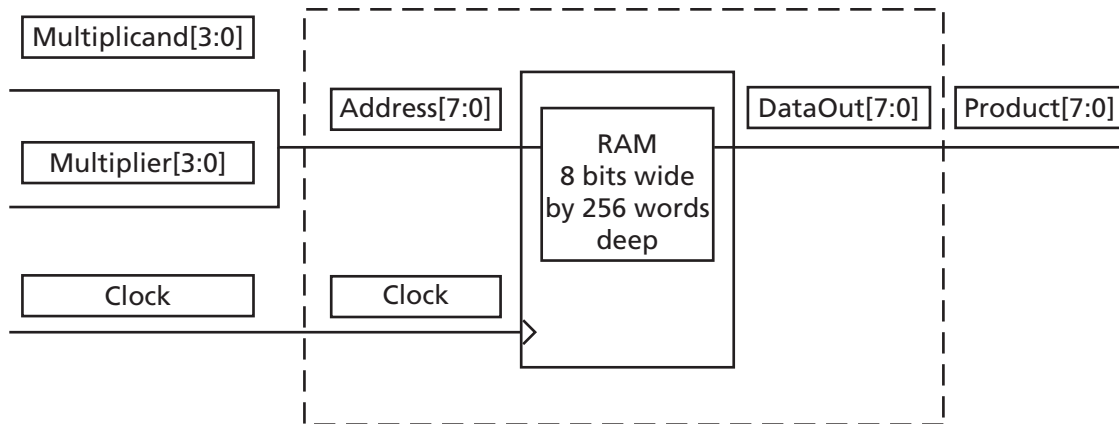 Multiplicand[3:0]
Address[7:0]
DataOut[7:0]
Product[7:0]
Multiplier[3:0]
RAM
8 bits wide
by 256 words
deep
Clock
Clock